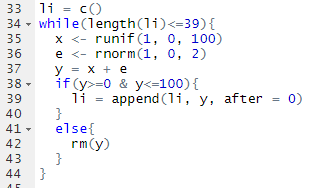 33 li = c()
34 while(length(li)<=39){
35 x <- runif(1, 0, 100)
36 e <- rnorm(1, 0, 2)
37 y = x + e
38 if(y>=0 & y<=100){
39 li = append(li, y, after = 0)
40 }
41 else{
42 rm(y)
43 }
44 }